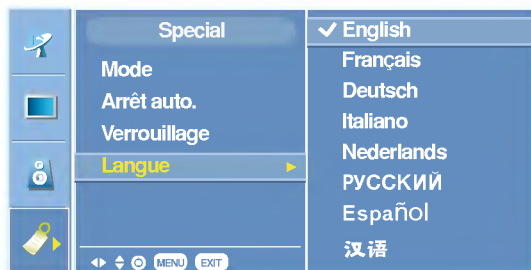 Special
Mode
Arrêt auto.
Verrouillage
Langue
MENU EXIT
English
Français
Deutsch
Italiano
Nederlands
РУССКИЙ
Español
汉语